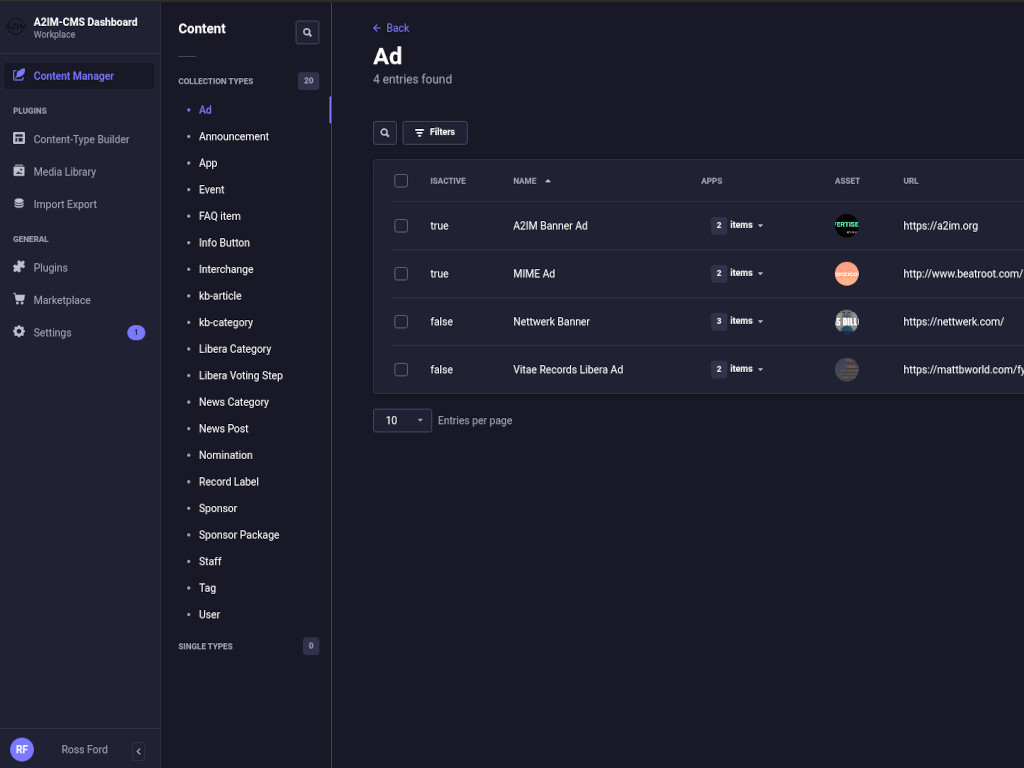 A2IM-CMS Dashboard
Workplace
Content Manager
PLUGINS
Content-Type Builder
Media Library
Import Export
GENERAL
Plugins
Marketplace
Settings
1
RF
Ross Ford
Content
COLLECTION TYPES
20
Ad
Announcement
App
Event
FAQ item
Info Button
Interchange
kb-article
kb-category
Libera Category
Libera Voting Step
News Category
News Post
Nomination
Record Label
Sponsor
Sponsor Package
Staff
Tag
User
SINGLE TYPES
0
Back
Ad
4 entries found
Filters
ISACTIVE NAME APPS ASSET URL
true A2IM Banner Ad 2 items https://a2im.org
true MIME Ad 2 items http://www.beatroot.com/
false Nettwerk Banner 3 items https://nettwerk.com/
false Vitae Records Libera Ad 2 items https://mattbworld.com/fy
10 Entries per page